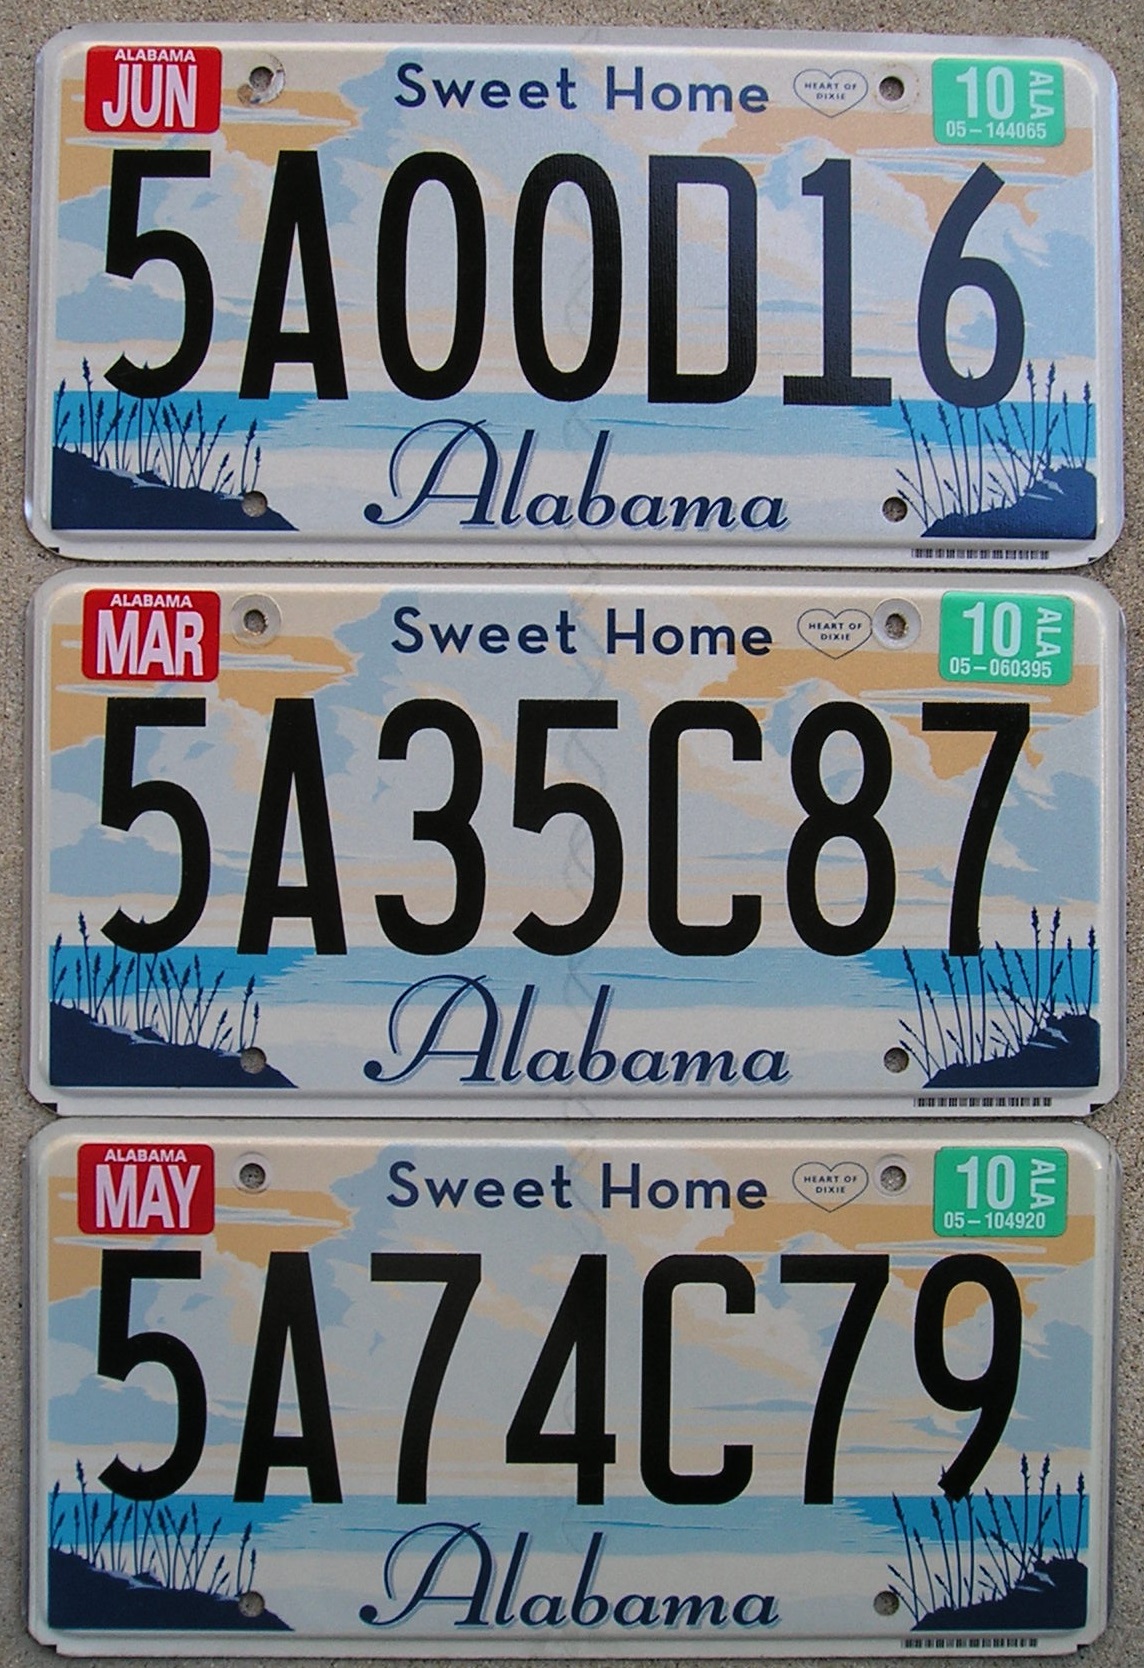 ALABAMA
JUN
Sweet Home
HEART OF
DIXIE
10 ALA
05-144065
5A00D16
Alabama
ALABAMA
MAR
Sweet Home
HEART OF
DIXIE
10 ALA
05-060395
5A35C87
Alabama
ALABAMA
MAY
Sweet Home
HEART OF
DIXIE
10 ALA
05-104920
5A74C79
Alabama